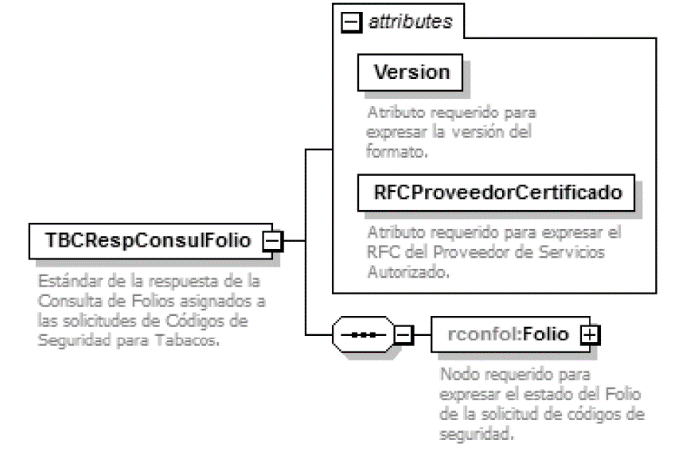 attributes
Version
Atributo requerido para
expresar la versión del
formato.
RFCProveedorCertificado
Atributo requerido para expresar el
RFC del Proveedor de Servicios
Autorizado.
TBCRespConsulFolio
Estándar de la respuesta de la
Consulta de Folios asignados a
las solicitudes de Códigos de
Seguridad para Tabacos.
rconfol:Folio
Nodo requerido para
expresar el estado del Folio
de la solicitud de códigos de
seguridad.